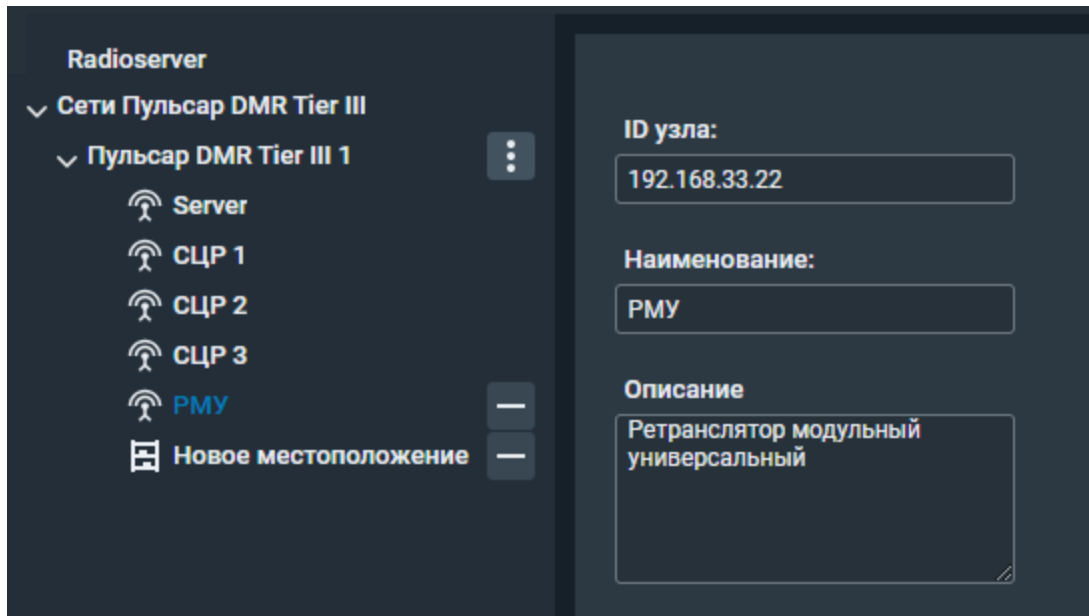 Radioserver
Сети Пульсар DMR Tier III
Пульсар DMR Tier III 1
Server
СЦР 1
СЦР 2
СЦР 3
РМУ
Новое местоположение
ID узла:
192.168.33.22
Наименование:
РМУ
Описание
Ретранслятор модульный
универсальный